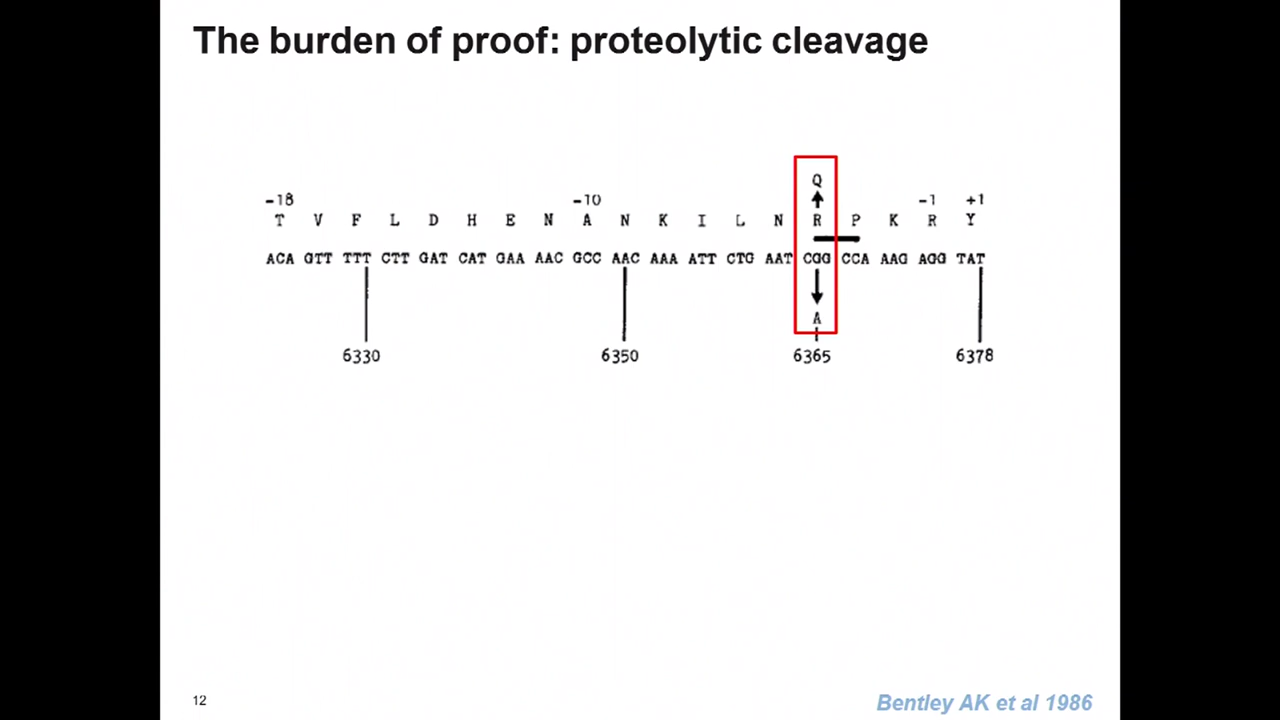 The burden of proof: proteolytic cleavage
Q
-18 -10 -1 +1
T V F L D H E N A N K I L N R P K R Y
ACA GTT TTT CTT GAT CAT GAA AAC GCC AAC AAA ATT CTG AAT CGG CCA AAG AGG TAT
A
6330 6350 6365 6378
12
Bentley AK et al 1986